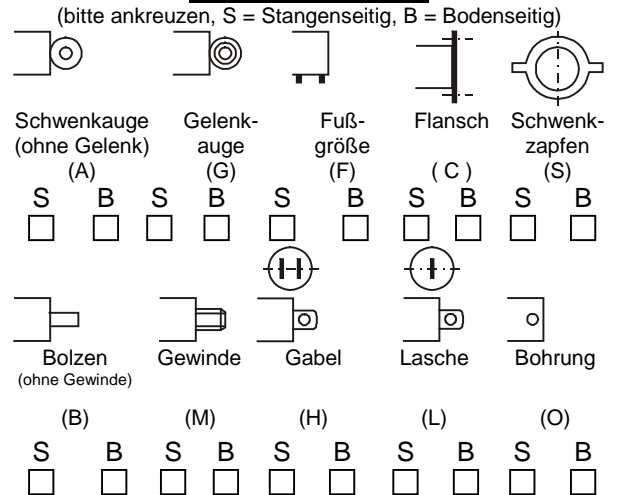 (bitte ankreuzen, S = Stangenseitig, B = Bodenseitig)
Schwenkauge Gelenk- Fuß- Flansch Schwenk-
(ohne Gelenk) auge größe zapfen
(A) (G) (F) ( C ) (S)
S B S B S B S B S B
Bolzen Gewinde Gabel Lasche Bohrung
(ohne Gewinde)
(B) (M) (H) (L) (O)
S B S B S B S B S B